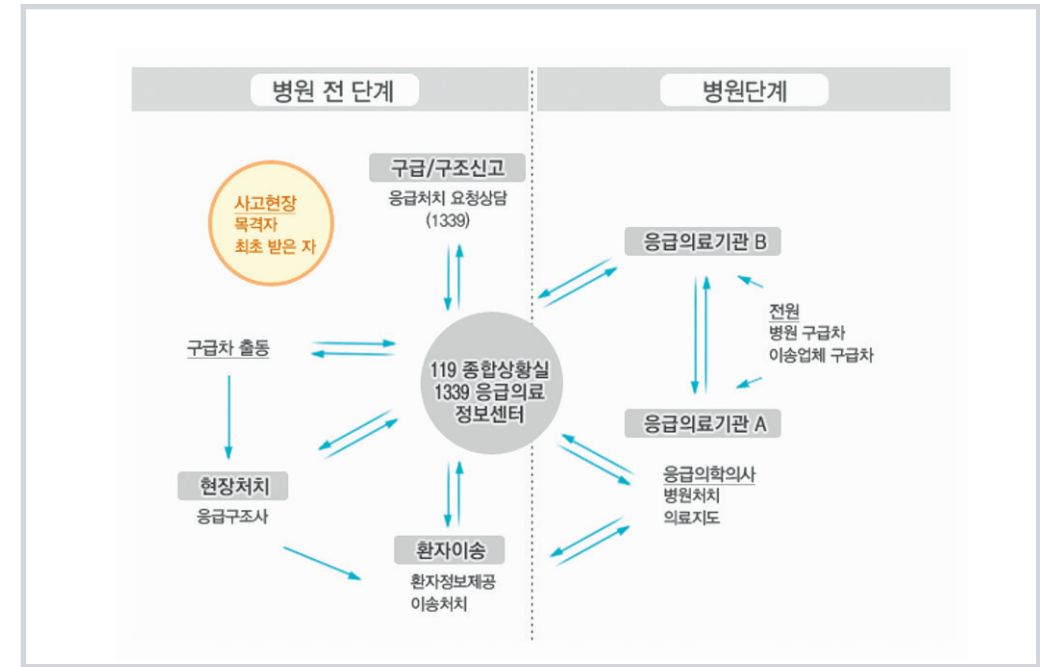 병원 전 단계
병원단계
구급/구조신고
응급처치 요청상담
(1339)
사고현장
목격자
최초 받은 자
응급의료기관 B
전원
병원 구급차
이송업체 구급차
구급차 출동
119 종합상황실
1339 응급의료
정보센터
응급의료기관 A
응급의학의사
병원처치
의료지도
현장처치
응급구조사
환자이송
환자정보제공
이송처치